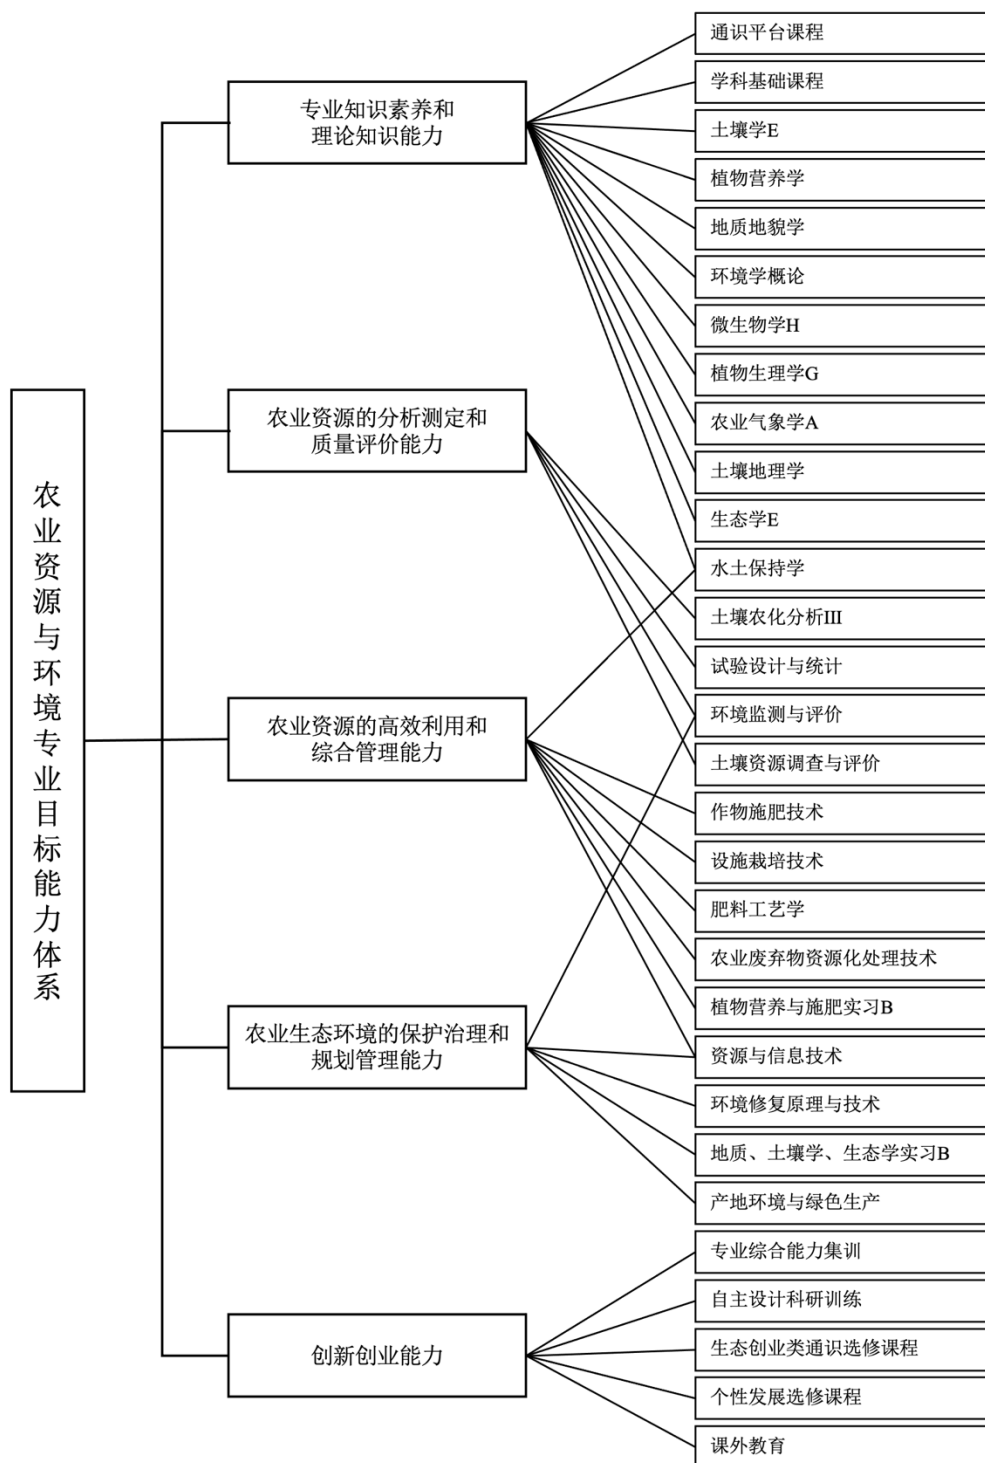 农业资源与环境专业目标能力体系
专业知识素养和
理论知识能力
农业资源的分析测定和
质量评价能力
农业资源的高效利用和
综合管理能力
农业生态环境的保护治理和
规划管理能力
创新创业能力
通识平台课程
学科基础课程
土壤学E
植物营养学
地质地貌学
环境学概论
微生物学H
植物生理学G
农业气象学A
土壤地理学
生态学E
水土保持学
土壤农化分析III
试验设计与统计
环境监测与评价
土壤资源调查与评价
作物施肥技术
设施栽培技术
肥料工艺学
农业废弃物资源化处理技术
植物营养与施肥实习B
资源与信息技术
环境修复原理与技术
地质、土壤学、生态学实习B
产地环境与绿色生产
专业综合能力集训
自主设计科研训练
生态创业类通识选修课程
个性发展选修课程
课外教育